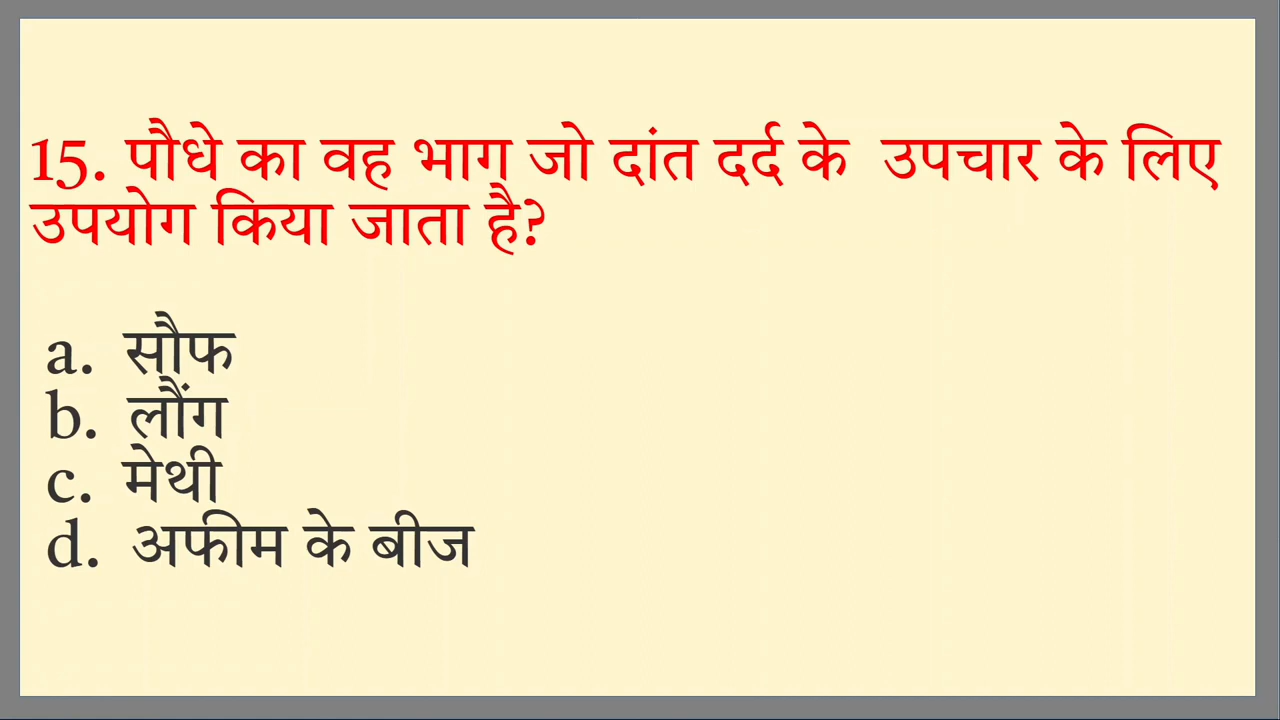 15. पौधे का वह भाग जो दांत दर्द के उपचार के लिए
उपयोग किया जाता है?
a. सौफ
b. लौंग
c. मेथी
d. अफीम के बीज